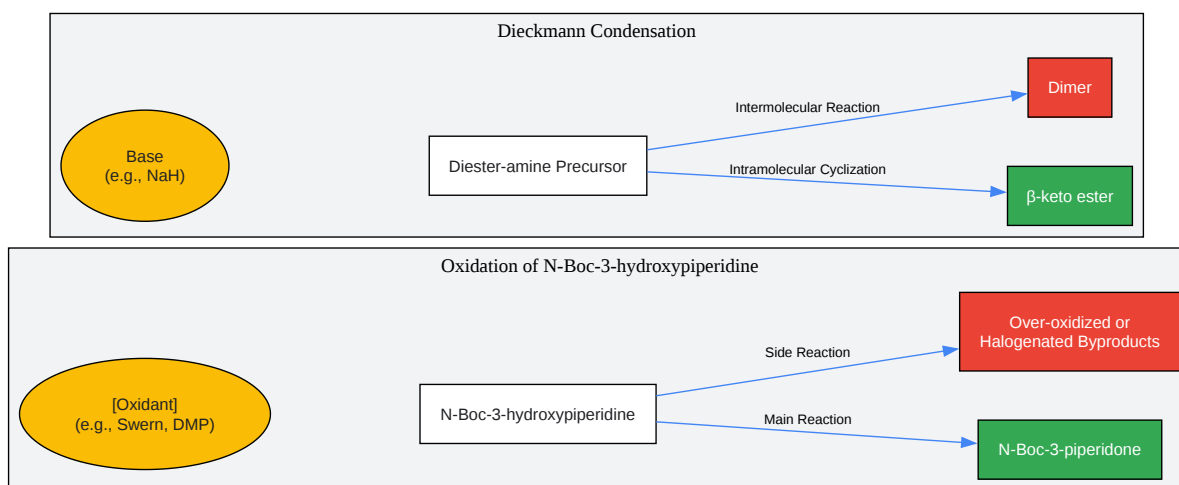 Dieckmann Condensation
Base
(e.g., NaH)
Diester-amine Precursor
Intermolecular Reaction
Intramolecular Cyclization
Dimer
β-keto ester
Oxidation of N-Boc-3-hydroxypiperidine
[Oxidant]
(e.g., Swern, DMP)
N-Boc-3-hydroxypiperidine
Side Reaction
Main Reaction
Over-oxidized or
Halogenated Byproducts
N-Boc-3-piperidone